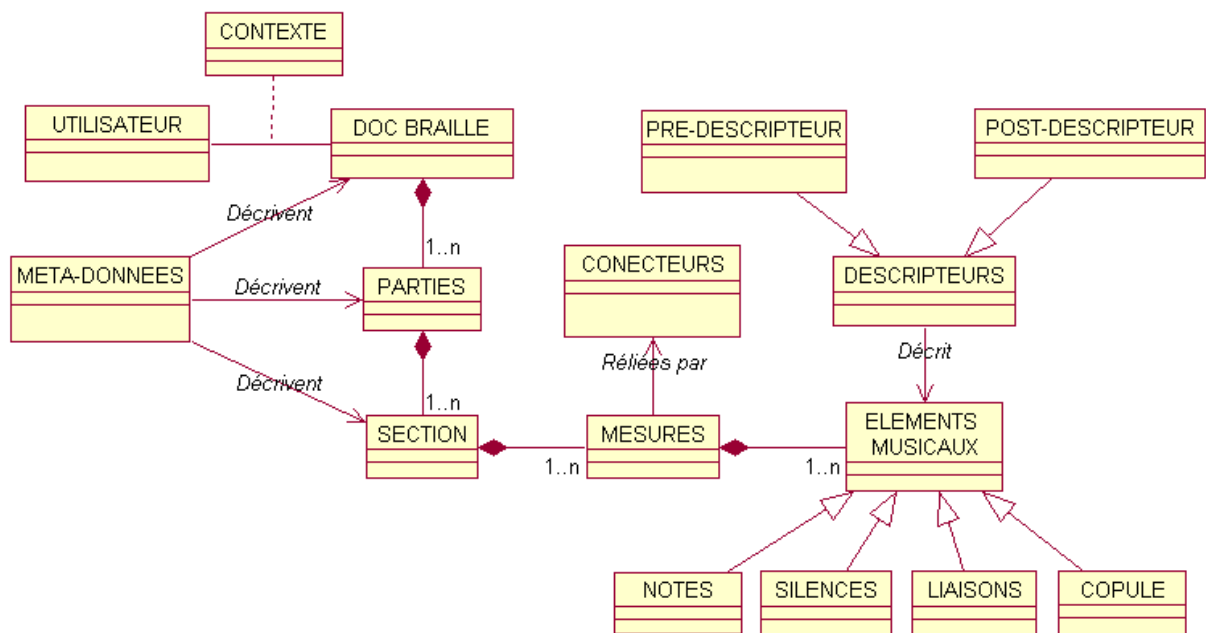 CONTEXTE
UTILISATEUR
DOC BRAILLE
PRE-DESCRIPTEUR
POST-DESCRIPTEUR
Décrivent
1..n
META-DONNEES
Décrivent
PARTIES
CONECTEURS
DESCRIPTEURS
Réliées par
Décrit
Décrivent
1..n
SECTION
1..n
MESURES
1..n
ELEMENTS
MUSICAUX
NOTES
SILENCES
LIAISONS
COPULE